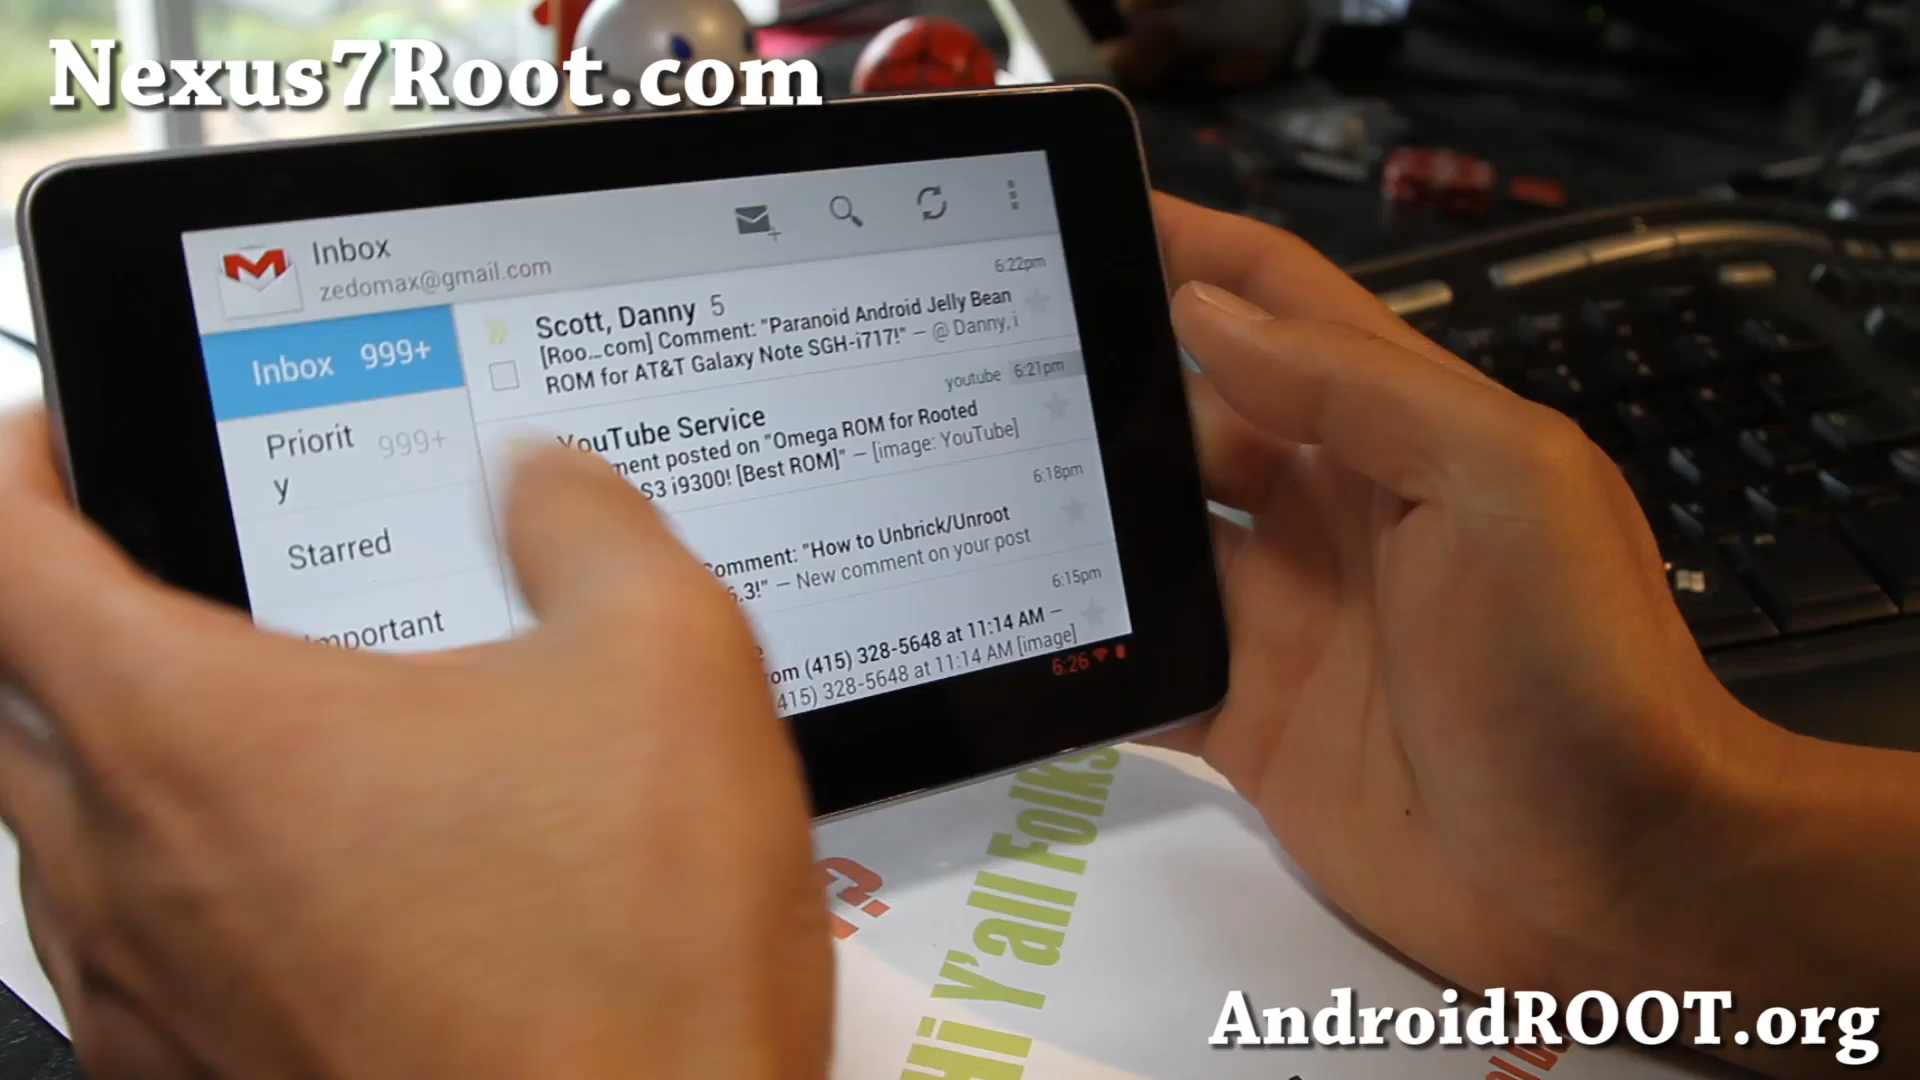 Nexus7Root.com
Inbox
zedomax@gmail.com
Inbox 999+
Priorit
y
999+
Starred
Important
6:22pm
Scott, Danny 5
[Roo...com] Comment: "Paranoid Android Jelly Bean
ROM for AT&T Galaxy Note SGH-i717!" – @ Danny, i
youtube 6:21pm
YouTube Service
ment posted on "Omega ROM for Rooted
S3 i9300! [Best ROM]" – [image: YouTube]
6:18pm
omment: "How to Unbrick/Unroot
5.3!" – New comment on your post
6:15pm
om (415) 328-5648 at 11:14 AM –
415) 328-5648 at 11:14 AM [image]
6:26
Hi Y'all Folks
AndroidROOT.org